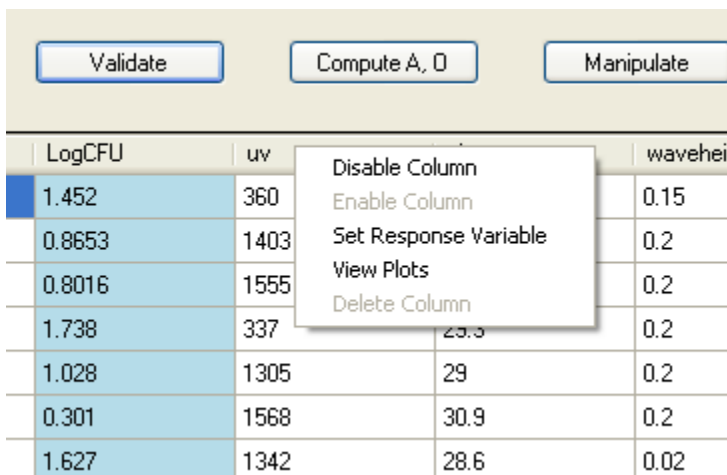 Validate Compute A, O Manipulate
LogCFU uv wavehei
Disable Column
Enable Column
Set Response Variable
View Plots
Delete Column
1.452 360 0.15
0.8653 1403 0.2
0.8016 1555 0.2
1.738 337 29.3 0.2
1.028 1305 29 0.2
0.301 1568 30.9 0.2
1.627 1342 28.6 0.02